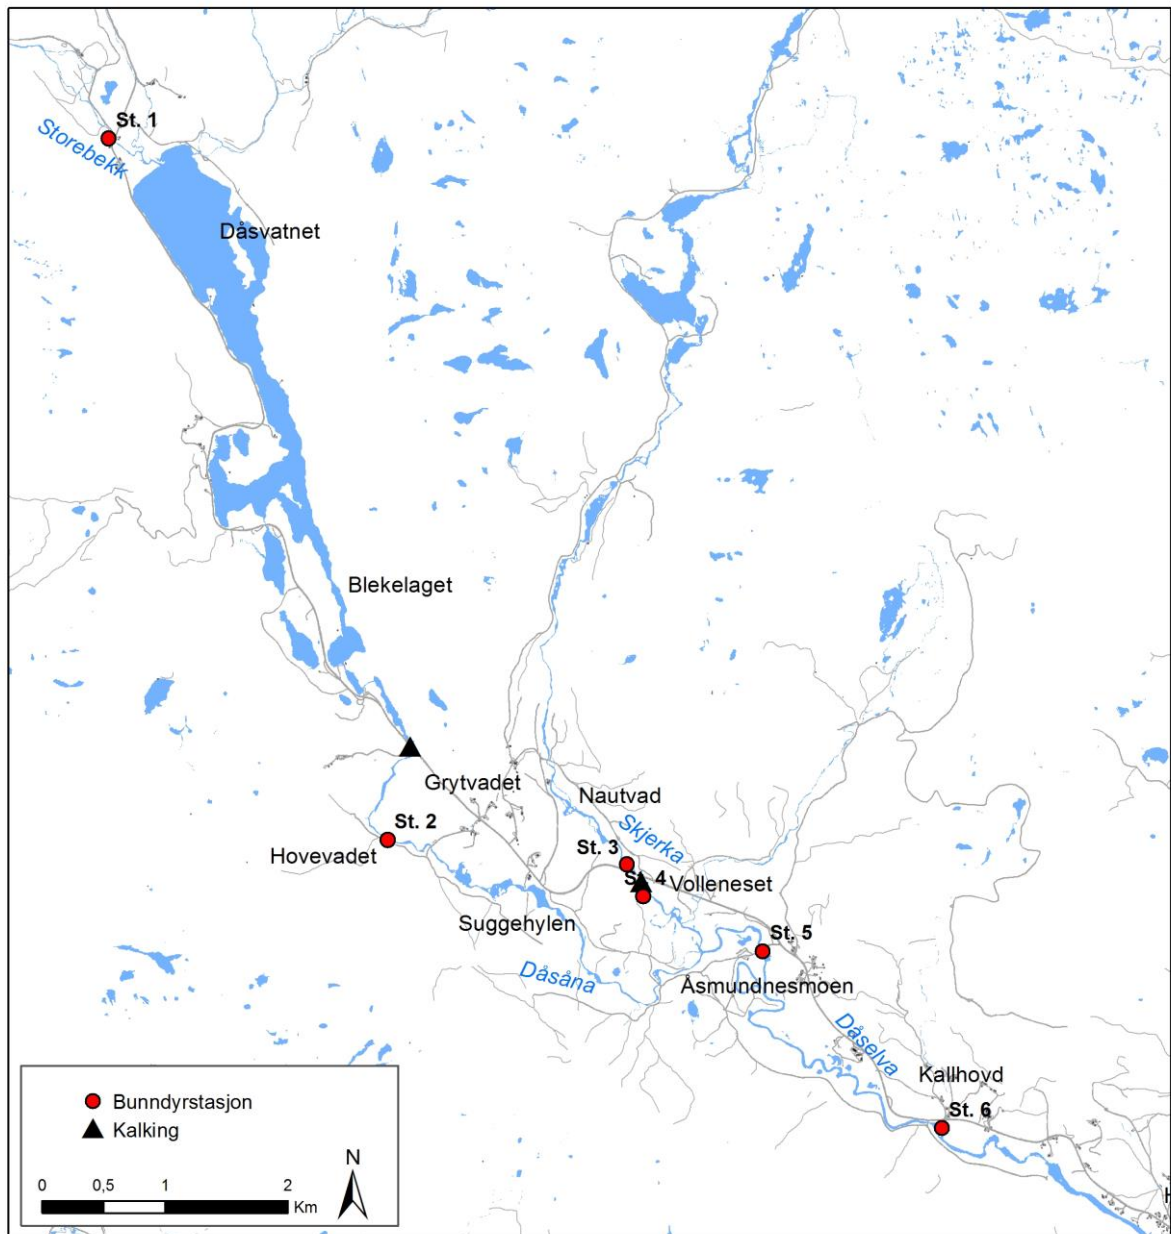 St. 1
Storebekk
Dåsvatnet
Blekelaget
Grytvadet
Nautvad
St. 2
Skjerka
Hovevadet
St. 3
St. 4
Volleneset
Suggehylen
St. 5
Dåsåna
Åsmundnesmoen
Dåselva
Kallhovd
St. 6
Bunndyrstasjon
Kalking
N
0 0,5 1 2
Km
H